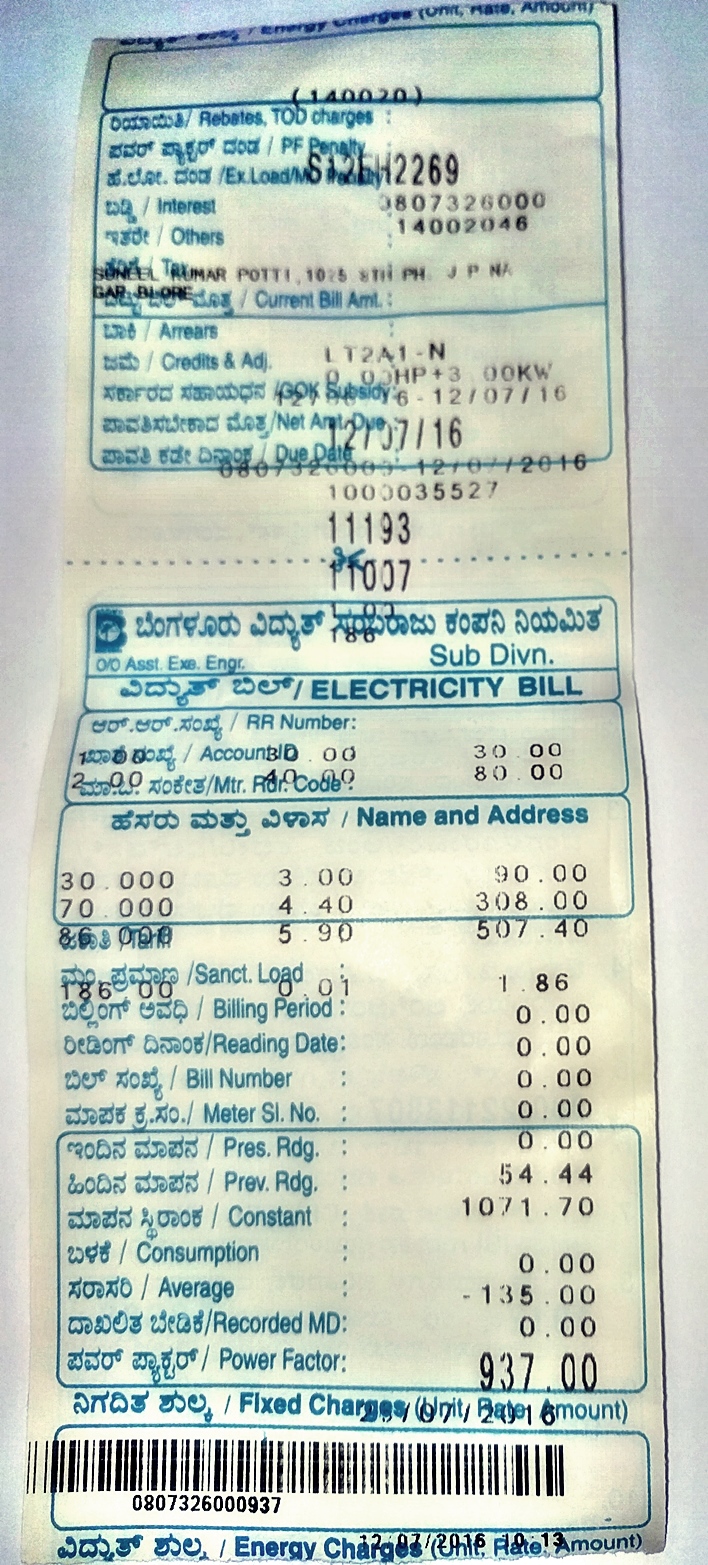 ವಿದ್ಯುತ್ ಶುಲ್ಕ / Energy Charges (Unit, Rate, Amount)
(140020)
ರಿಯಾಯಿತಿ/ Rebates, TOD charges :
ಪವರ್ ಫ್ಯಾಕ್ಟರ್ ದಂಡ / PF Penalty
S12EH2269
ಹೆ.ಲೋ. ದಂಡ /Ex.Load/
ಬಡ್ಡಿ / Interest
0807326000
ಇತರೇ / Others :
14002046
Tax
SUNEEL KUMAR POTTI,1025 8TH PH J P NA
GAR BLORE
/ Current Bill Amt. :
ಬಾಕಿ / Arrears :
LT2A1-N
ಜಮೆ / Credits & Adj.
0.00HP+3.00KW
ಸರ್ಕಾರದ ಸಹಾಯಧನ /GOK Subsidy:
6-12/07/16
ಪಾವತಿಸಬೇಕಾದ ಮೊತ್ತ/Net Amt Due:
12/07/16
ಪಾವತಿ ಕಡೇ ದಿನಾಂಕ / Due Date
0807326000-12/07/2016
1000035527
11193
11007
1.00
ಬೆಂಗಳೂರು ವಿದ್ಯುತ್ ಸರಬರಾಜು ಕಂಪನಿ ನಿಯಮಿತ
186
O/O Asst. Exe. Engr. Sub Divn.
ವಿದ್ಯುತ್ ಬಿಲ್/ ELECTRICITY BILL
ಆರ್.ಆರ್.ಸಂಖ್ಯೆ / RR Number:
ಖಾತೆ ಸಂಖ್ಯೆ / Account ID
1.00 30.00 30.00
ಮಾ.ಓ. ಸಂಕೇತ/Mtr. Rdr. Code :
2.00 40.00 80.00
ಹೆಸರು ಮತ್ತು ವಿಳಾಸ / Name and Address
30.000 3.00 90.00
70.000 4.40 308.00
86.000 5.90 507.40
ಮಂ. ಪ್ರಮಾಣ /Sanct. Load :
186.00 0.01 1.86
ಬಿಲ್ಲಿಂಗ್ ಅವಧಿ / Billing Period : 0.00
ರೀಡಿಂಗ್ ದಿನಾಂಕ/Reading Date: 0.00
ಬಿಲ್ ಸಂಖ್ಯೆ / Bill Number : 0.00
ಮಾಪಕ ಕ್ರ.ಸಂ./ Meter Sl. No. : 0.00
ಇಂದಿನ ಮಾಪನ / Pres. Rdg. : 0.00
ಹಿಂದಿನ ಮಾಪನ / Prev. Rdg. : 54.44
ಮಾಪನ ಸ್ಥಿರಾಂಕ / Constant : 1071.70
ಬಳಕೆ / Consumption : 0.00
ಸರಾಸರಿ / Average : -135.00
ದಾಖಲಿತ ಬೇಡಿಕೆ/Recorded MD: 0.00
ಪವರ್ ಫ್ಯಾಕ್ಟರ್/ Power Factor: 937.00
ನಿಗದಿತ ಶುಲ್ಕ / Fixed Charges (Unit, Rate, Amount)
/07/2016
0807326000937
12/07/2016 10:13
ವಿದ್ಯುತ್ ಶುಲ್ಕ / Energy Charges (Unit, Rate, Amount)